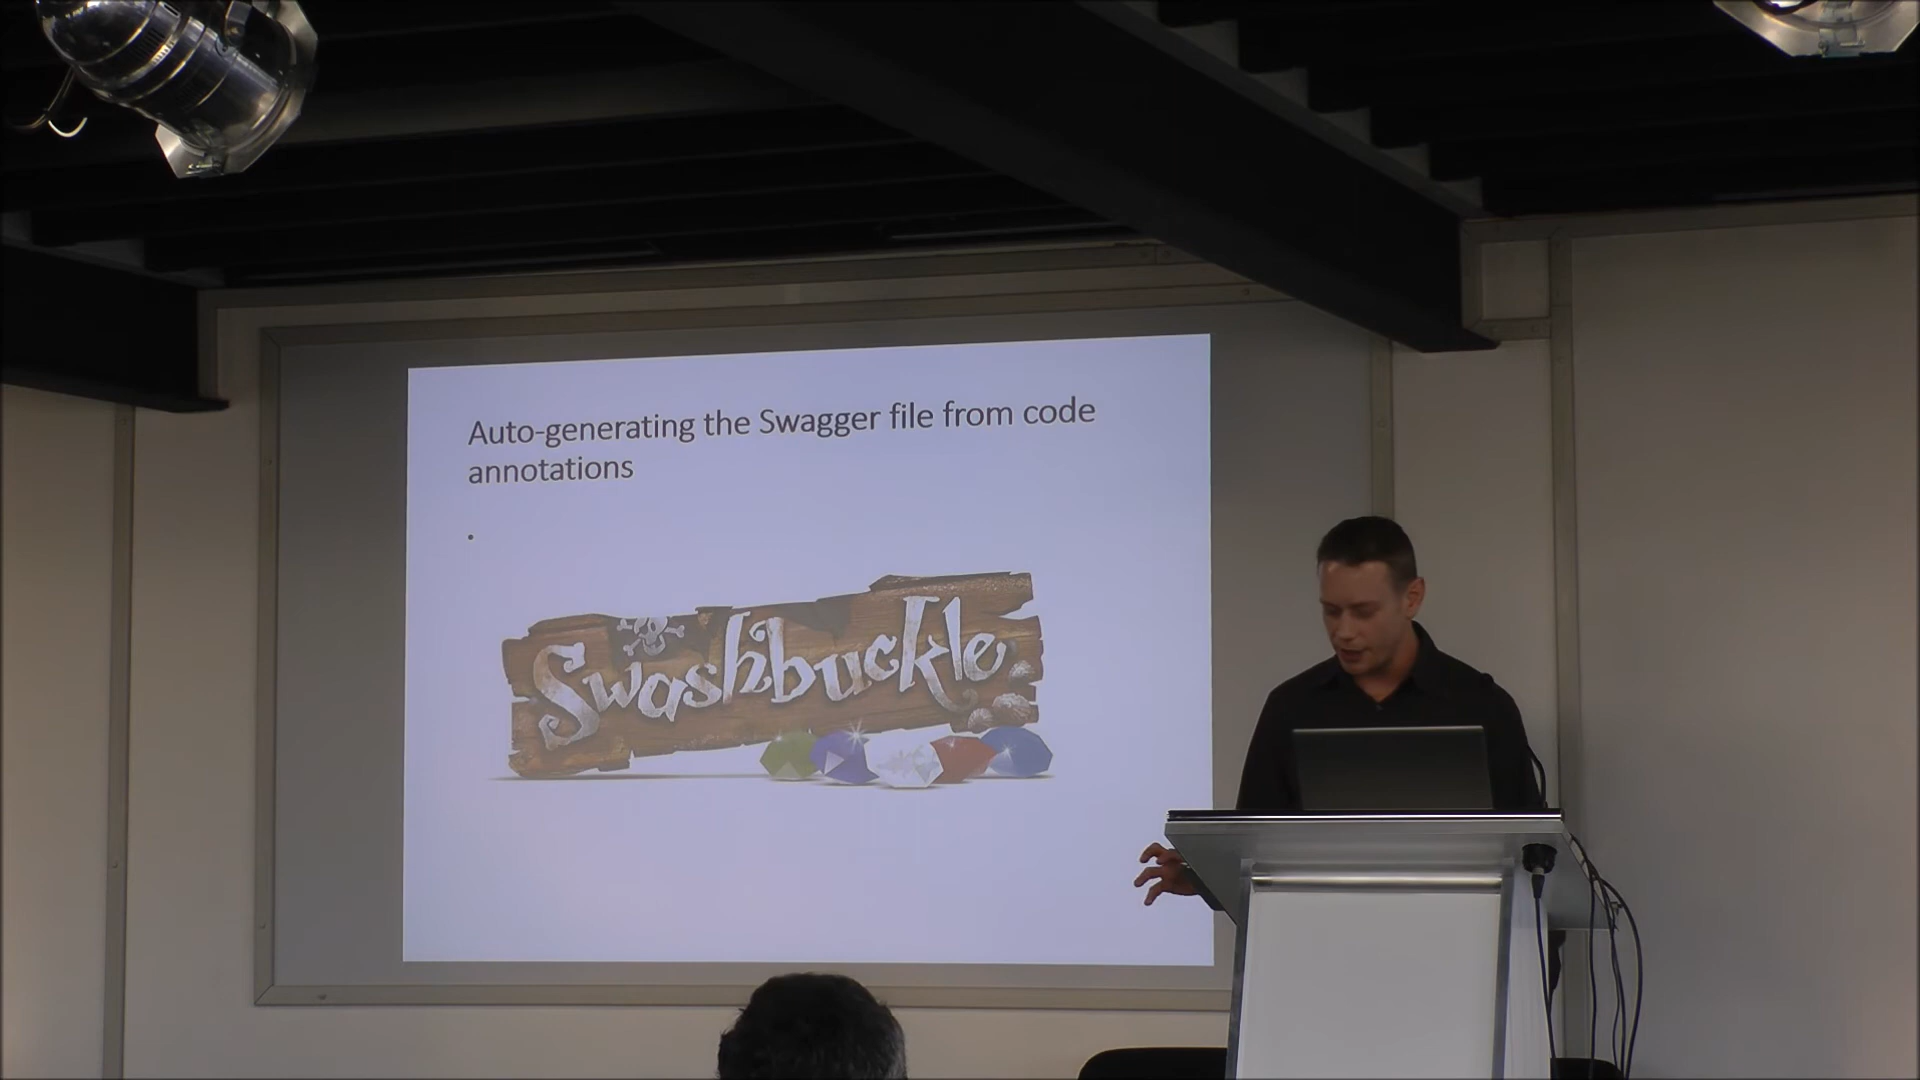 Auto-generating the Swagger file from code
annotations
Swashbuckle